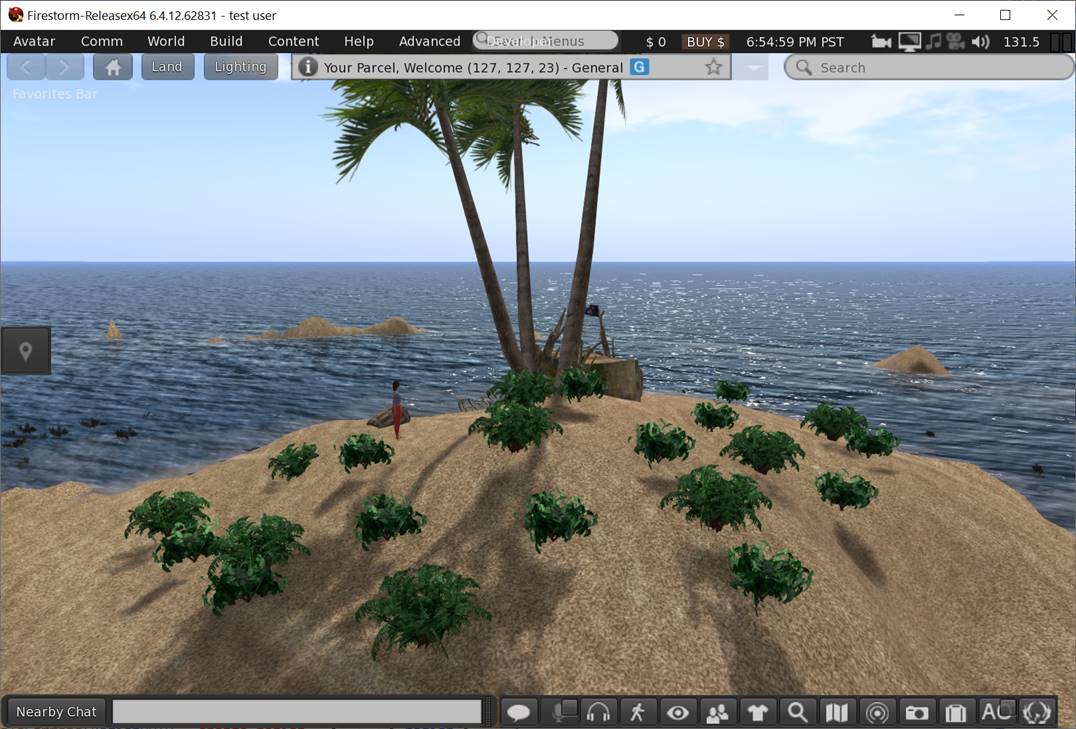 Firestorm-Releasex64 6.4.12.62831 - test user
Avatar Comm World Build Content Help Advanced $ 0 BUY $ 6:54:59 PM PST 131.5
Land Lighting Your Parcel, Welcome (127, 127, 23) - General G Search
Favorites Bar
Nearby Chat AO